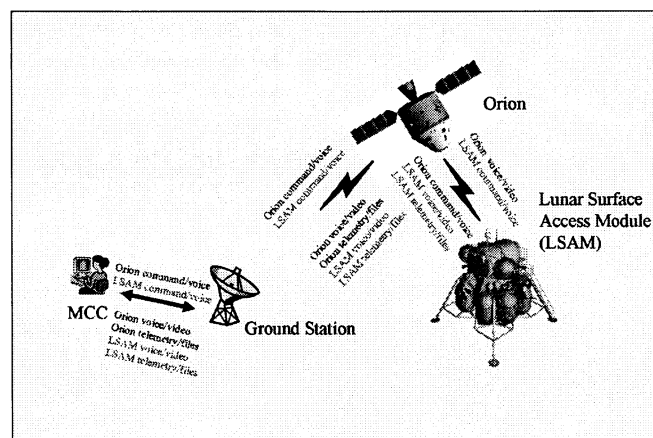 Orion
Orion command/voice
LSAM command/voice
Orion voice/video
Orion telemetry/files
LSAM voice/video
LSAM telemetry/files
Orion command/voice
LSAM voice/video
LSAM telemetry/files
Orion voice/video
LSAM command/voice
Lunar Surface
Access Module
(LSAM)
MCC
Orion command/voice
LSAM command/voice
Orion voice/video
Orion telemetry/files
LSAM voice/video
LSAM telemetry/files
Ground Station